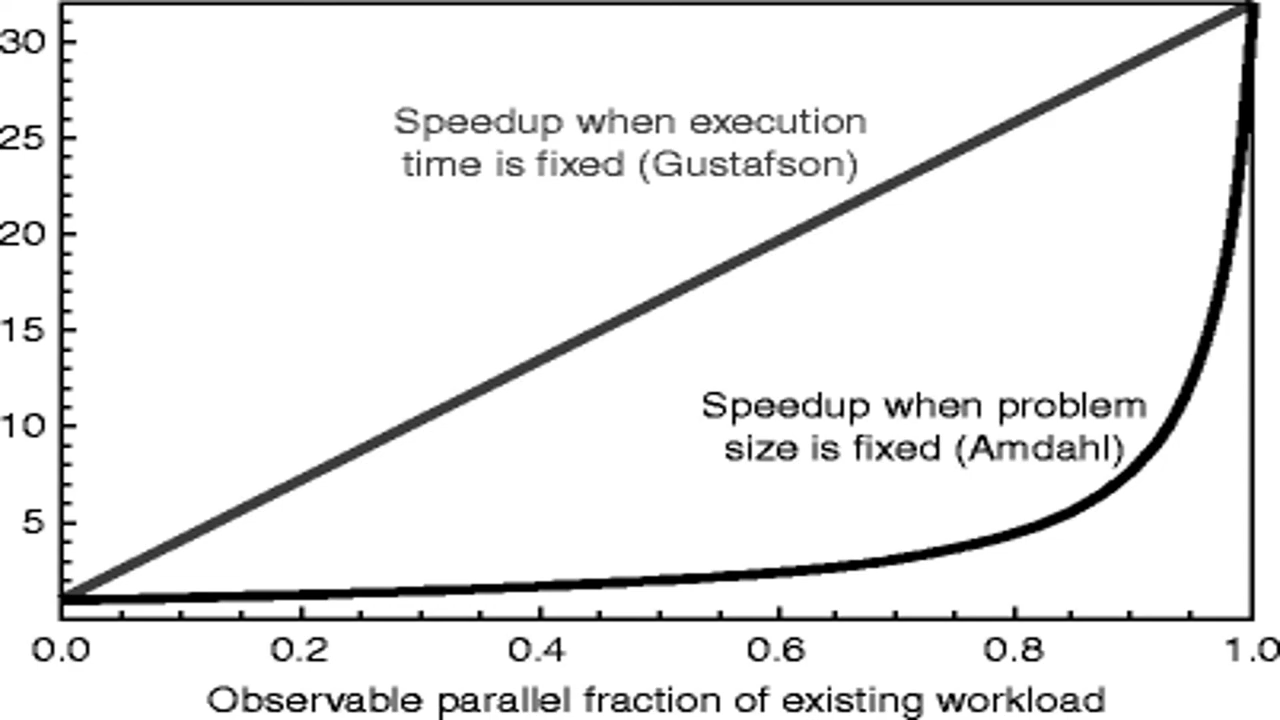 30
25
20
15
10
5
Speedup when execution
time is fixed (Gustafson)
Speedup when problem
size is fixed (Amdahl)
0.0 0.2 0.4 0.6 0.8 1.0
Observable parallel fraction of existing workload